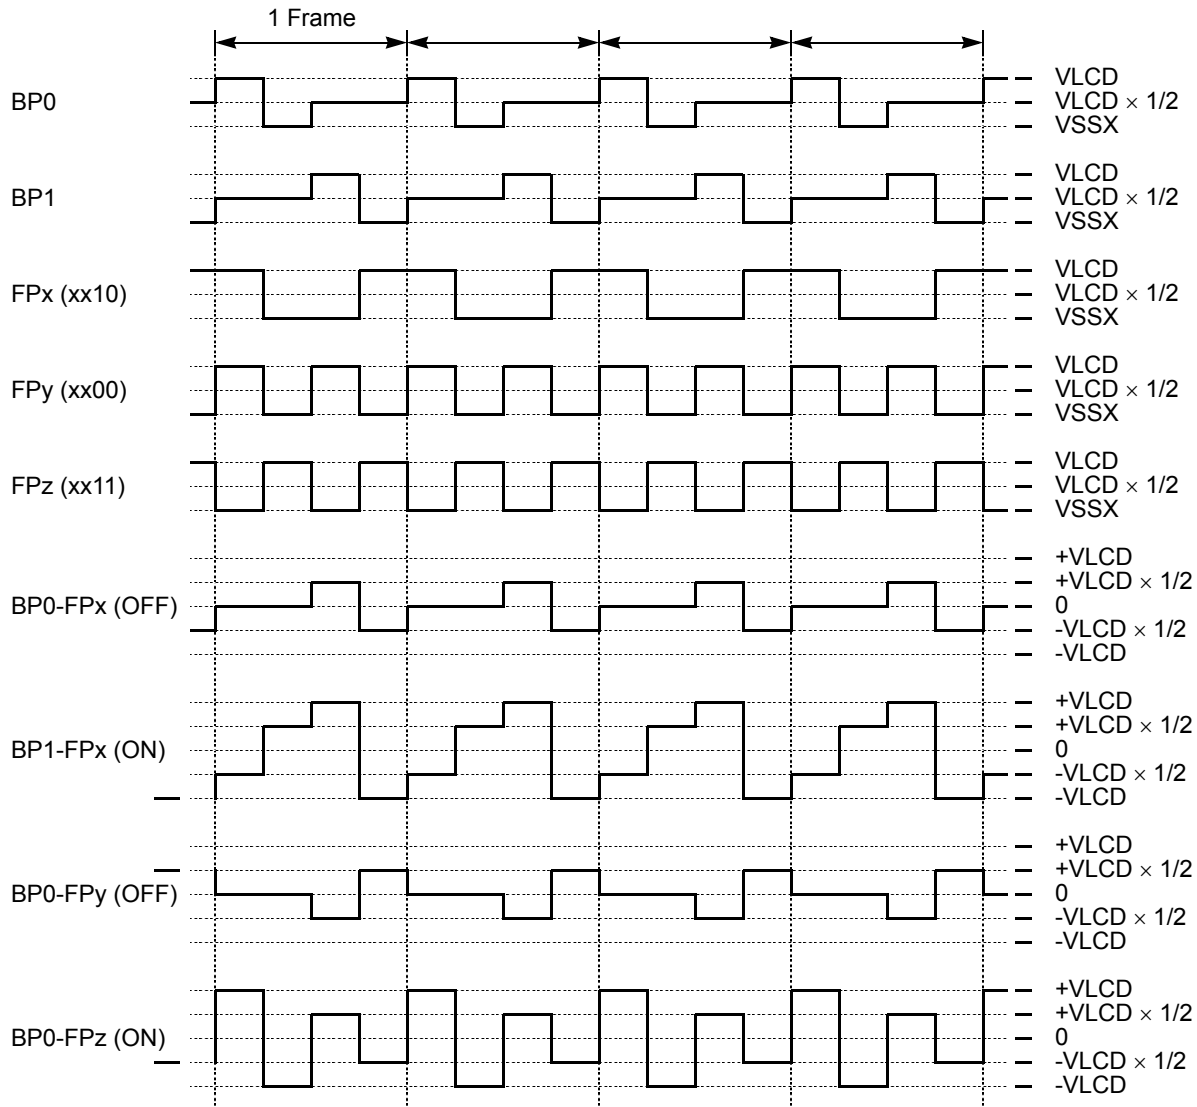 1 Frame
BP0
VLCD
VLCD × 1/2
VSSX
BP1
VLCD
VLCD × 1/2
VSSX
FPx (xx10)
VLCD
VLCD × 1/2
VSSX
FPy (xx00)
VLCD
VLCD × 1/2
VSSX
FPz (xx11)
VLCD
VLCD × 1/2
VSSX
BP0-FPx (OFF)
+VLCD
+VLCD × 1/2
0
-VLCD × 1/2
-VLCD
BP1-FPx (ON)
+VLCD
+VLCD × 1/2
0
-VLCD × 1/2
-VLCD
BP0-FPy (OFF)
+VLCD
+VLCD × 1/2
0
-VLCD × 1/2
-VLCD
BP0-FPz (ON)
+VLCD
+VLCD × 1/2
0
-VLCD × 1/2
-VLCD